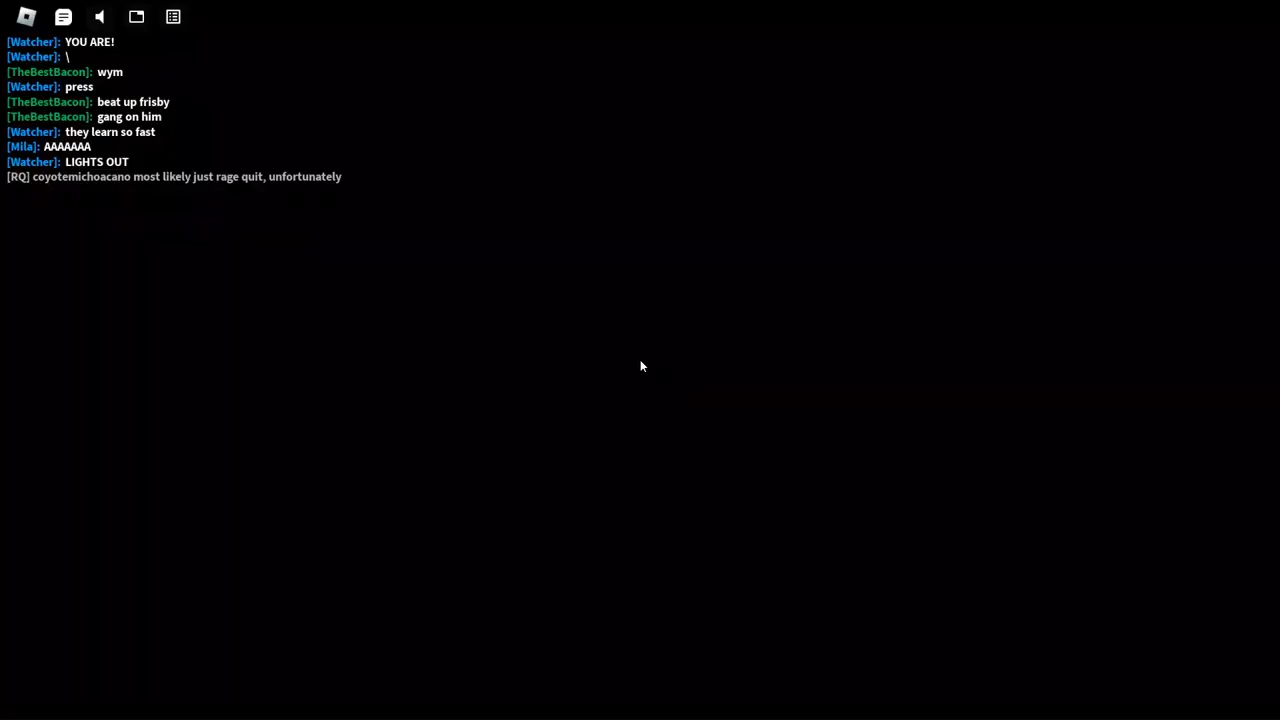 [Watcher]: YOU ARE!
[Watcher]: \
[TheBestBacon]: wym
[Watcher]: press
[TheBestBacon]: beat up frisby
[TheBestBacon]: gang on him
[Watcher]: they learn so fast
[Mila]: AAAAAAA
[Watcher]: LIGHTS OUT
[RQ] coyotemichoacano most likely just rage quit, unfortunately